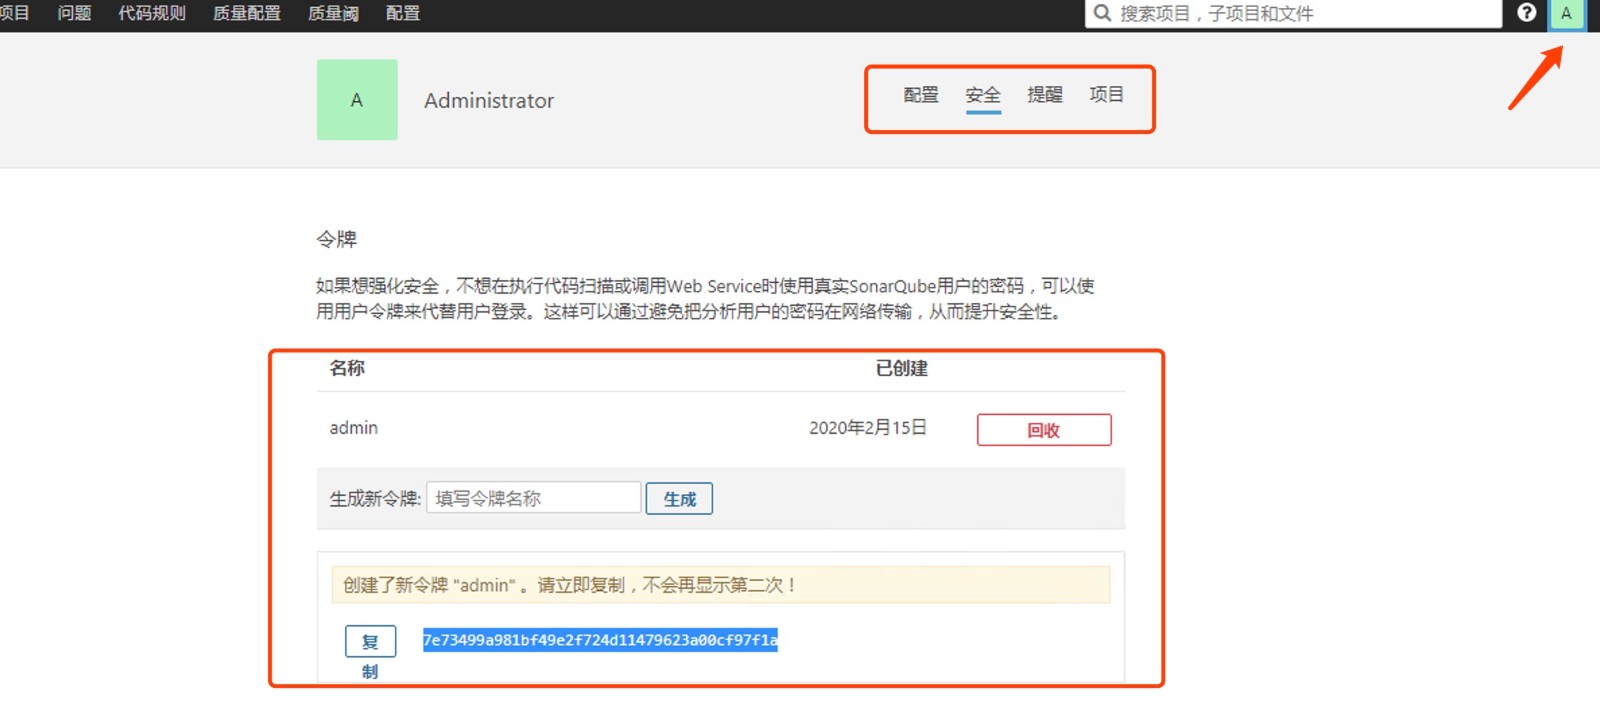 项目 问题 代码规则 质量配置 质量阈 配置 搜索项目，子项目和文件 ? A
A Administrator 配置 安全 提醒 项目
令牌
如果想强化安全，不想在执行代码扫描或调用Web Service时使用真实SonarQube用户的密码，可以使
用用户令牌来代替用户登录。这样可以通过避免把分析用户的密码在网络传输，从而提升安全性。
名称 已创建
admin 2020年2月15日 回收
生成新令牌: 填写令牌名称 生成
创建了新令牌 "admin" 。请立即复制，不会再显示第二次！
复 7e73499a981bf49e2f724d11479623a00cf97f1a
制